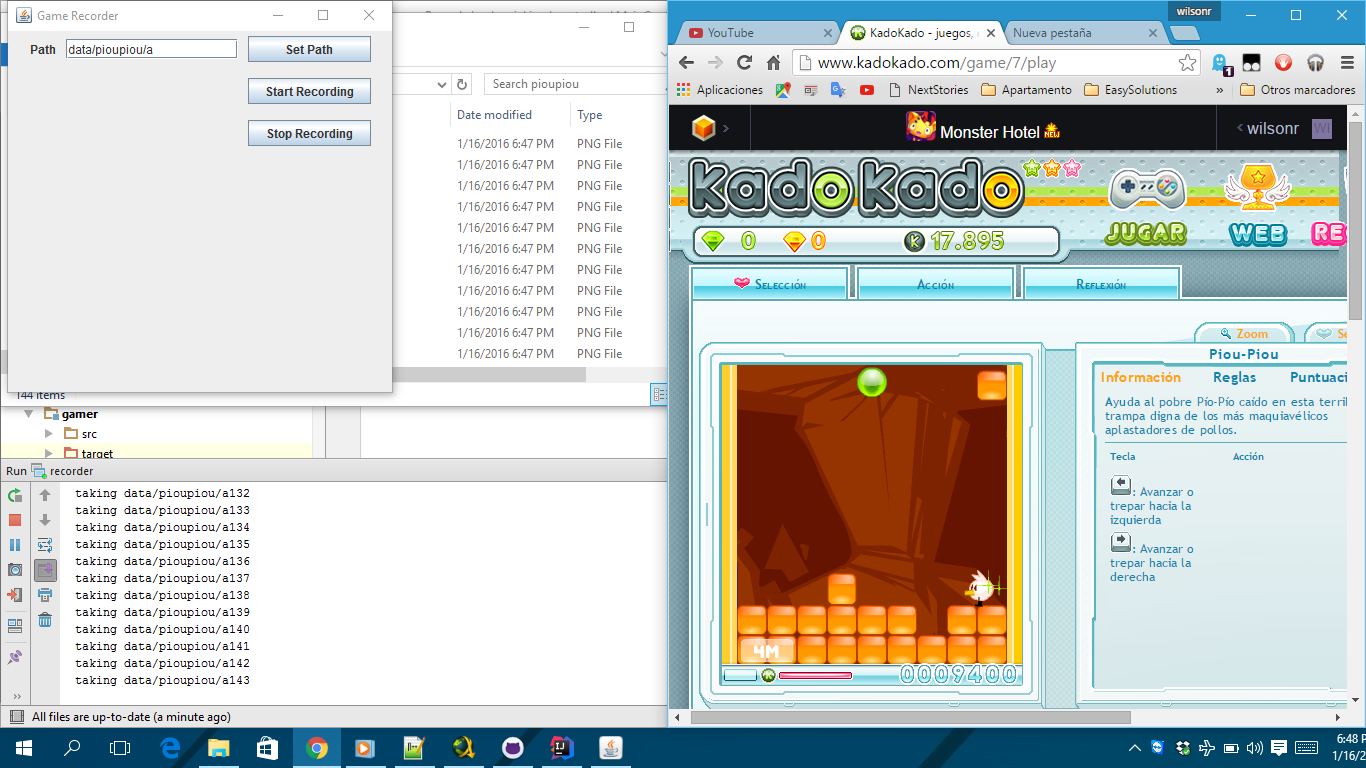 Game Recorder
Path
data/pioupiou/a
Set Path
Start Recording
Stop Recording
Search pioupiou
Date modified
Type
1/16/2016 6:47 PM PNG File
1/16/2016 6:47 PM PNG File
1/16/2016 6:47 PM PNG File
1/16/2016 6:47 PM PNG File
1/16/2016 6:47 PM PNG File
1/16/2016 6:47 PM PNG File
1/16/2016 6:47 PM PNG File
1/16/2016 6:47 PM PNG File
1/16/2016 6:47 PM PNG File
1/16/2016 6:47 PM PNG File
1/16/2016 6:47 PM PNG File
144 items
gamer
src
target
Run recorder
taking data/pioupiou/a132
taking data/pioupiou/a133
taking data/pioupiou/a134
taking data/pioupiou/a135
taking data/pioupiou/a136
taking data/pioupiou/a137
taking data/pioupiou/a138
taking data/pioupiou/a139
taking data/pioupiou/a140
taking data/pioupiou/a141
taking data/pioupiou/a142
taking data/pioupiou/a143
All files are up-to-date (a minute ago)
wilsonr
YouTube
KadoKado - juegos,
Nueva pestaña
www.kadokado.com/game/7/play
1
Aplicaciones
NextStories
Apartamento
EasySolutions
»
Otros marcadores
Monster Hotel NEW
wilsonr WI
KadoKado
0
0
K 17.895
JUGAR
WEB
RE
Selección
Acción
Reflexión
Zoom
Se
Piou-Piou
Información
Reglas
Puntuaci
Ayuda al pobre Pío-Pío caído en esta terrib
trampa digna de los más maquiavélicos
aplastadores de pollos.
Tecla
Acción
: Avanzar o
trepar hacia la
izquierda
: Avanzar o
trepar hacia la
derecha
4M
0009400
6:48 P
1/16/2